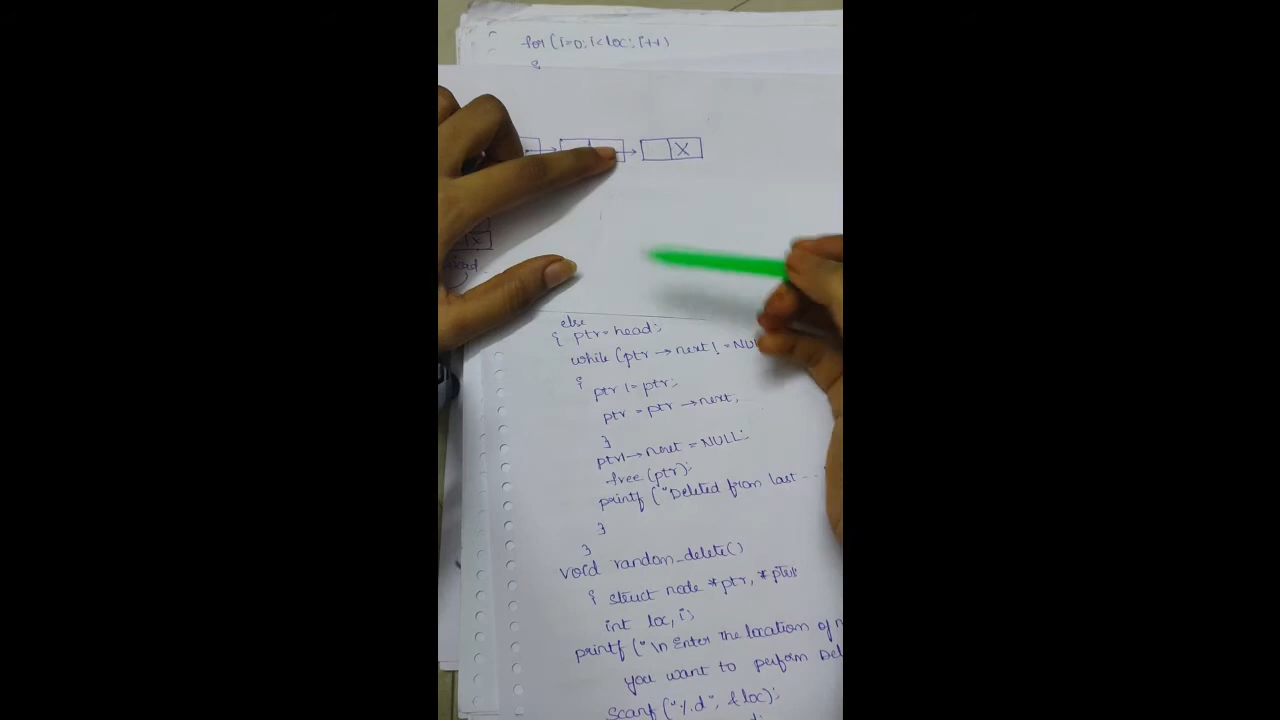 for (i=0; i<loc; i++)
{
X
X
else
{ ptr=head;
while (ptr→next! =
{ ptr1=ptr;
ptr = ptr →next;
}
ptr1→next = NULL;
free (ptr);
printf ("Deleted from last ---
}
}
void random_delete()
{ struct node *ptr, *ptr1;
int loc, i;
printf ("\n Enter the location of
you want to perform
scanf ("%d", &loc);